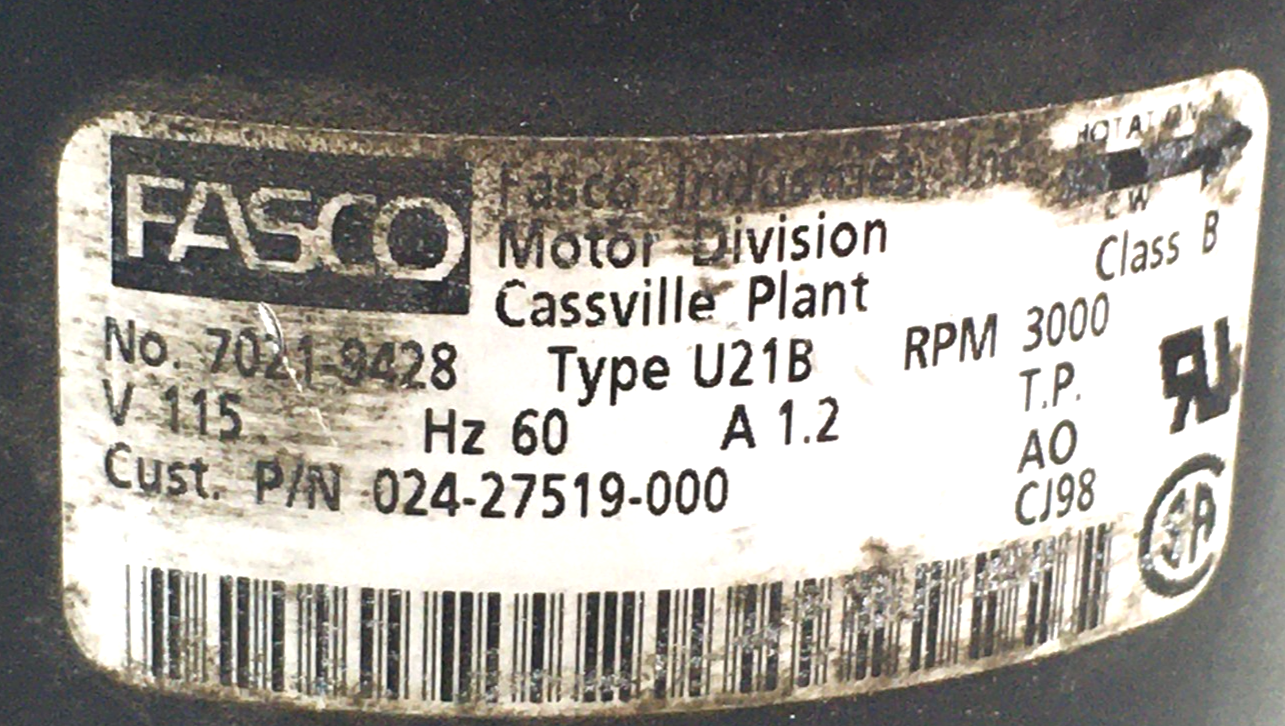 FASCO
Fasco Industries, Inc.
Motor Division
Cassville Plant
ROTATION
CW
Class B
No. 7021-9428 Type U21B RPM 3000
V 115 Hz 60 A 1.2 T.P.
AO
Cust. P/N 024-27519-000 CJ98